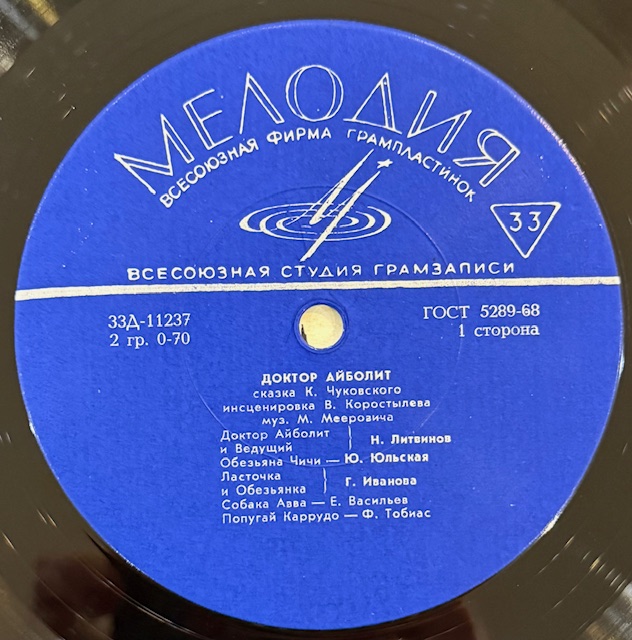 МЕЛОДИЯ
ВСЕСОЮЗНАЯ ФИРМА ГРАМПЛАСТИНОК
33
ВСЕСОЮЗНАЯ СТУДИЯ ГРАМЗАПИСИ
33Д-11237
2 гр. 0-70
ГОСТ 5289-68
1 сторона
ДОКТОР АЙБОЛИТ
сказка К. Чуковского
инсценировка В. Коростылева
муз. М. Мееровича
Доктор Айболит
и Ведущий
Н. Литвинов
Обезьяна Чичи — Ю. Юльская
Ласточка
и Обезьянка
Г. Иванова
Собака Авва — Е. Васильев
Попугай Каррудо — Ф. Тобиас